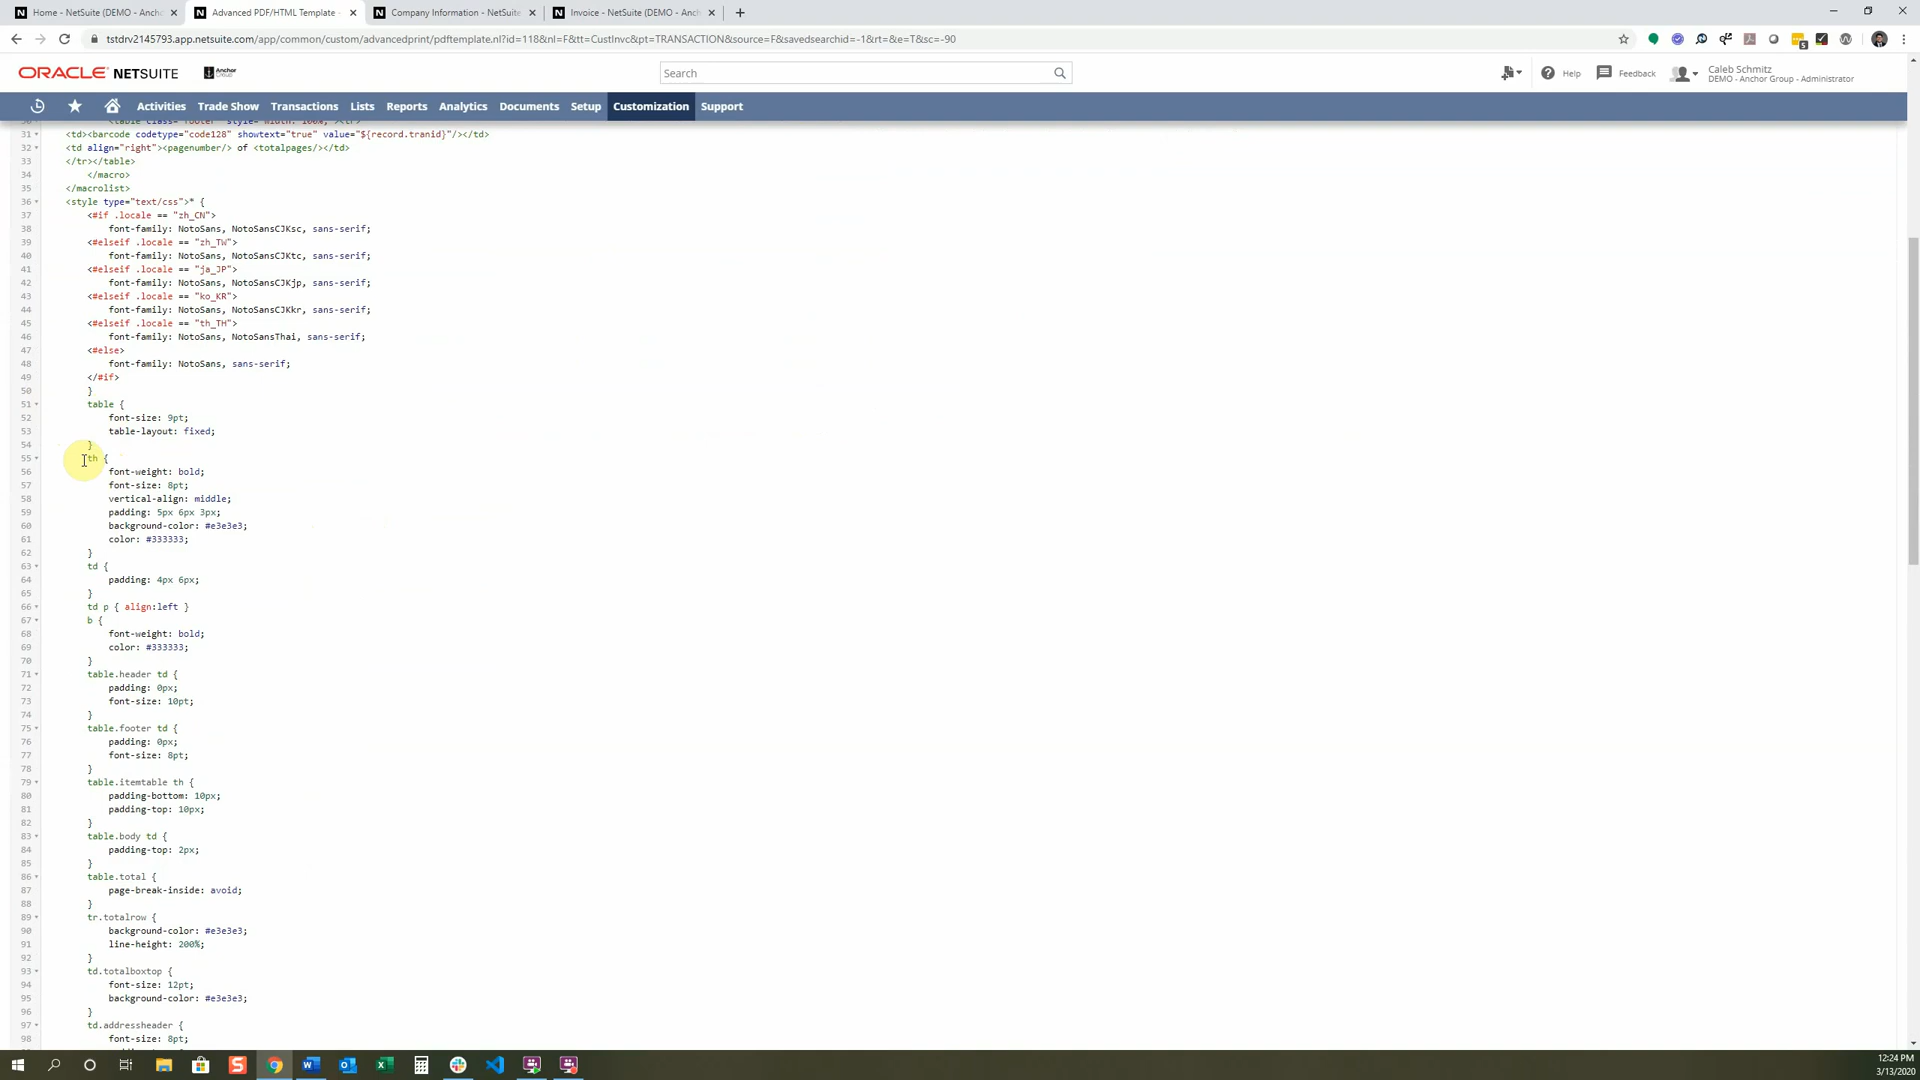 Home - NetSuite (DEMO - Ancho
Advanced PDF/HTML Template -
Company Information - NetSuite
Invoice - NetSuite (DEMO - Anch
tstdrv2145793.app.netsuite.com/app/common/custom/advancedprint/pdftemplate.nl?id=118&nl=F&tt=CustInvc&pt=TRANSACTION&source=F&savedsearchid=-1&rt=&e=T&sc=-90
ORACLE NETSUITE
Anchor
Search
Help
Feedback
Caleb Schmitz
DEMO - Anchor Group - Administrator
Activities Trade Show Transactions Lists Reports Analytics Documents Setup Customization Support
30 <table class="footer" style="width: 100%;"><tr>
31 <td><barcode codetype="code128" showtext="true" value="${record.tranid}"/></td>
32 <td align="right"><pagenumber/> of <totalpages/></td>
33 </tr></table>
34 </macro>
35 </macrolist>
36 <style type="text/css">* {
37 <#if .locale == "zh_CN">
38 font-family: NotoSans, NotoSansCJKsc, sans-serif;
39 <#elseif .locale == "zh_TW">
40 font-family: NotoSans, NotoSansCJKtc, sans-serif;
41 <#elseif .locale == "ja_JP">
42 font-family: NotoSans, NotoSansCJKjp, sans-serif;
43 <#elseif .locale == "ko_KR">
44 font-family: NotoSans, NotoSansCJKkr, sans-serif;
45 <#elseif .locale == "th_TH">
46 font-family: NotoSans, NotoSansThai, sans-serif;
47 <#else>
48 font-family: NotoSans, sans-serif;
49 </#if>
50 }
51 table {
52 font-size: 9pt;
53 table-layout: fixed;
54 }
55 th {
56 font-weight: bold;
57 font-size: 8pt;
58 vertical-align: middle;
59 padding: 5px 6px 3px;
60 background-color: #e3e3e3;
61 color: #333333;
62 }
63 td {
64 padding: 4px 6px;
65 }
66 td p { align:left }
67 b {
68 font-weight: bold;
69 color: #333333;
70 }
71 table.header td {
72 padding: 0px;
73 font-size: 10pt;
74 }
75 table.footer td {
76 padding: 0px;
77 font-size: 8pt;
78 }
79 table.itemtable th {
80 padding-bottom: 10px;
81 padding-top: 10px;
82 }
83 table.body td {
84 padding-top: 2px;
85 }
86 table.total {
87 page-break-inside: avoid;
88 }
89 tr.totalrow {
90 background-color: #e3e3e3;
91 line-height: 200%;
92 }
93 td.totalboxtop {
94 font-size: 12pt;
95 background-color: #e3e3e3;
96 }
97 td.addressheader {
98 font-size: 8pt;
12:24 PM
3/13/2020